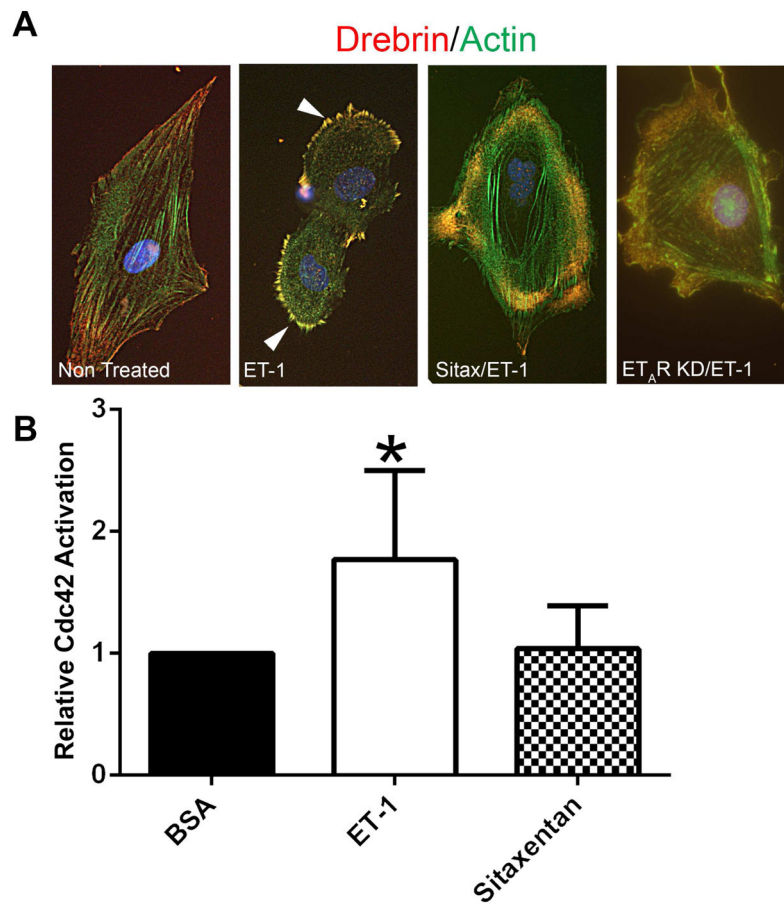 A
Drebrin/Actin
Non Treated
ET-1
Sitax/ET-1
ETAR KD/ET-1
B
Relative Cdc42 Activation
3
2
1
0
*
BSA
ET-1
Sitaxentan